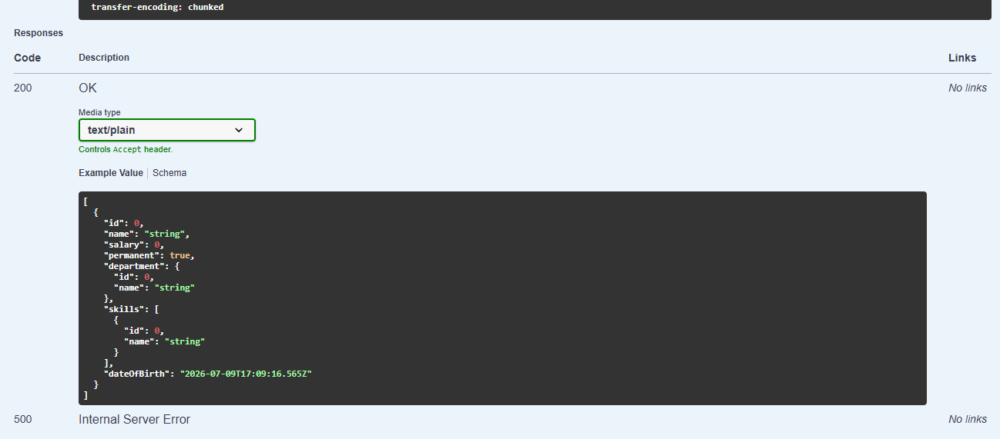 transfer-encoding: chunked
Responses
Code Description Links
200 OK No links
Media type
text/plain
Controls Accept header.
Example Value Schema
[
  {
    "id": 0,
    "name": "string",
    "salary": 0,
    "permanent": true,
    "department": {
      "id": 0,
      "name": "string"
    },
    "skills": [
      {
        "id": 0,
        "name": "string"
      }
    ],
    "dateOfBirth": "2026-07-09T17:09:16.565Z"
  }
]
500 Internal Server Error No links